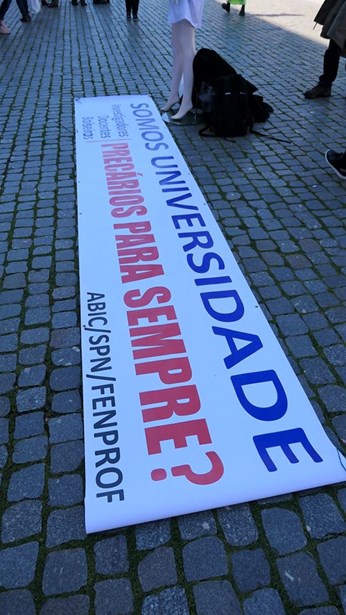 SOMOS UNIVERSIDADE
Investigadores
Docentes
Bolseiros
PRECÁRIOS PARA SEMPRE?
ABIC/SPN/FENPROF